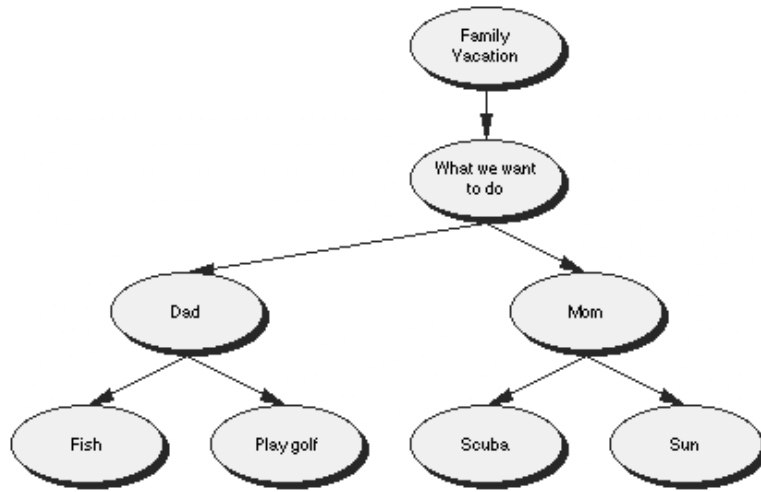 Family
Vacation
What we want
to do
Dad
Mom
Fish
Play golf
Scuba
Sun